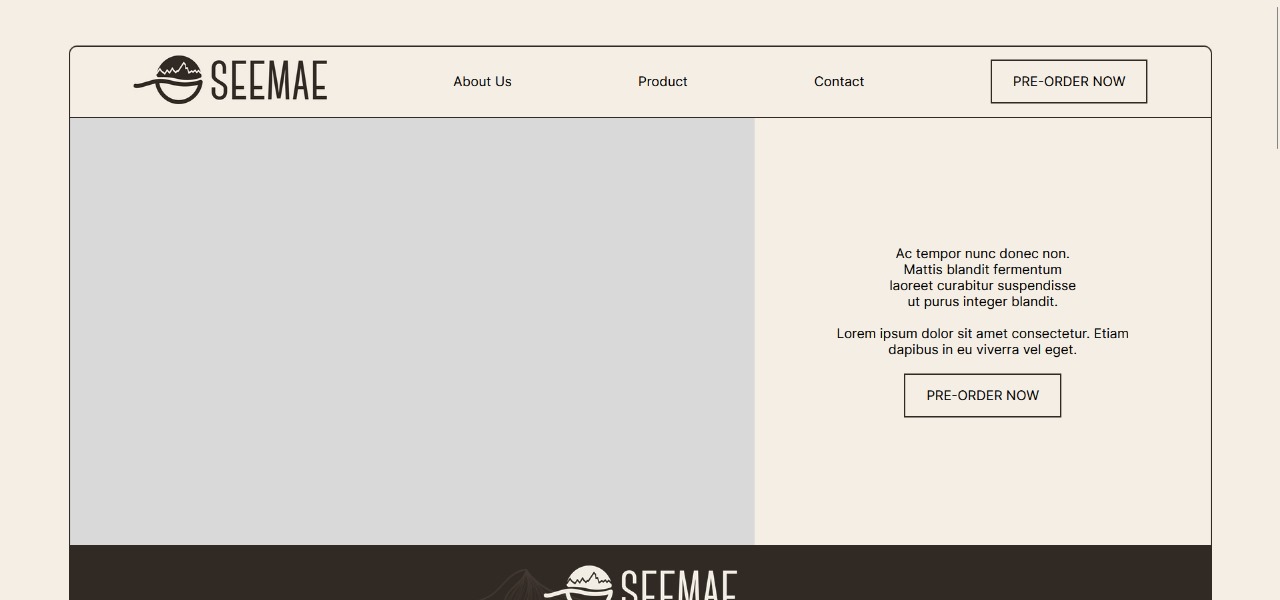 SEEMAE
About Us
Product
Contact
PRE-ORDER NOW
Ac tempor nunc donec non.
Mattis blandit fermentum
laoreet curabitur suspendisse
ut purus integer blandit.
Lorem ipsum dolor sit amet consectetur. Etiam
dapibus in eu viverra vel eget.
PRE-ORDER NOW
SEEMAE